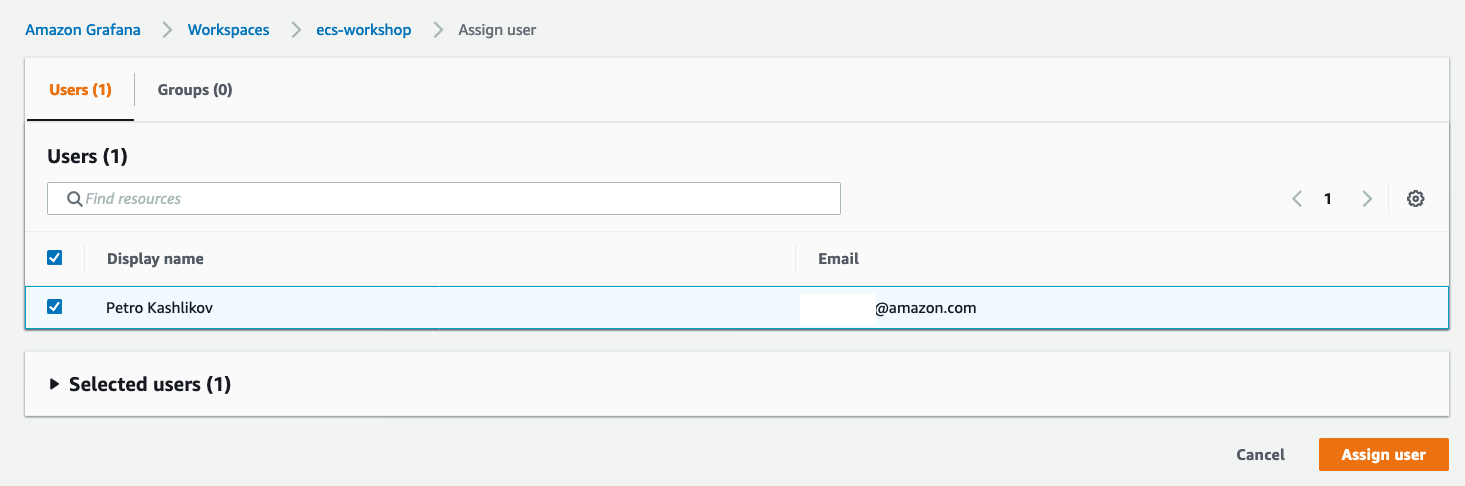 Amazon Grafana > Workspaces > ecs-workshop > Assign user
Users (1) Groups (0)
Users (1)
Find resources 1
Display name Email
Petro Kashlikov @amazon.com
Selected users (1)
Cancel Assign user